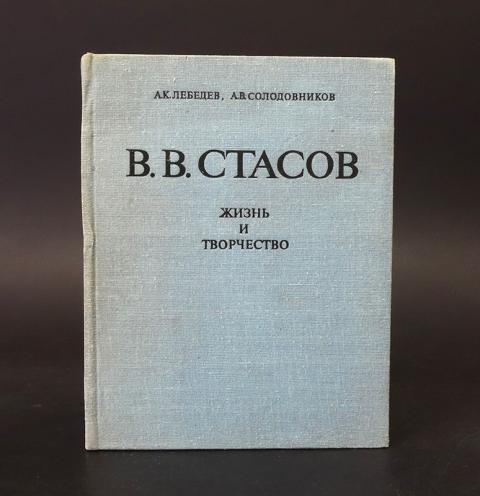 А.К.ЛЕБЕДЕВ, А.В.СОЛОДОВНИКОВ
В. В. СТАСОВ
ЖИЗНЬ
И
ТВОРЧЕСТВО